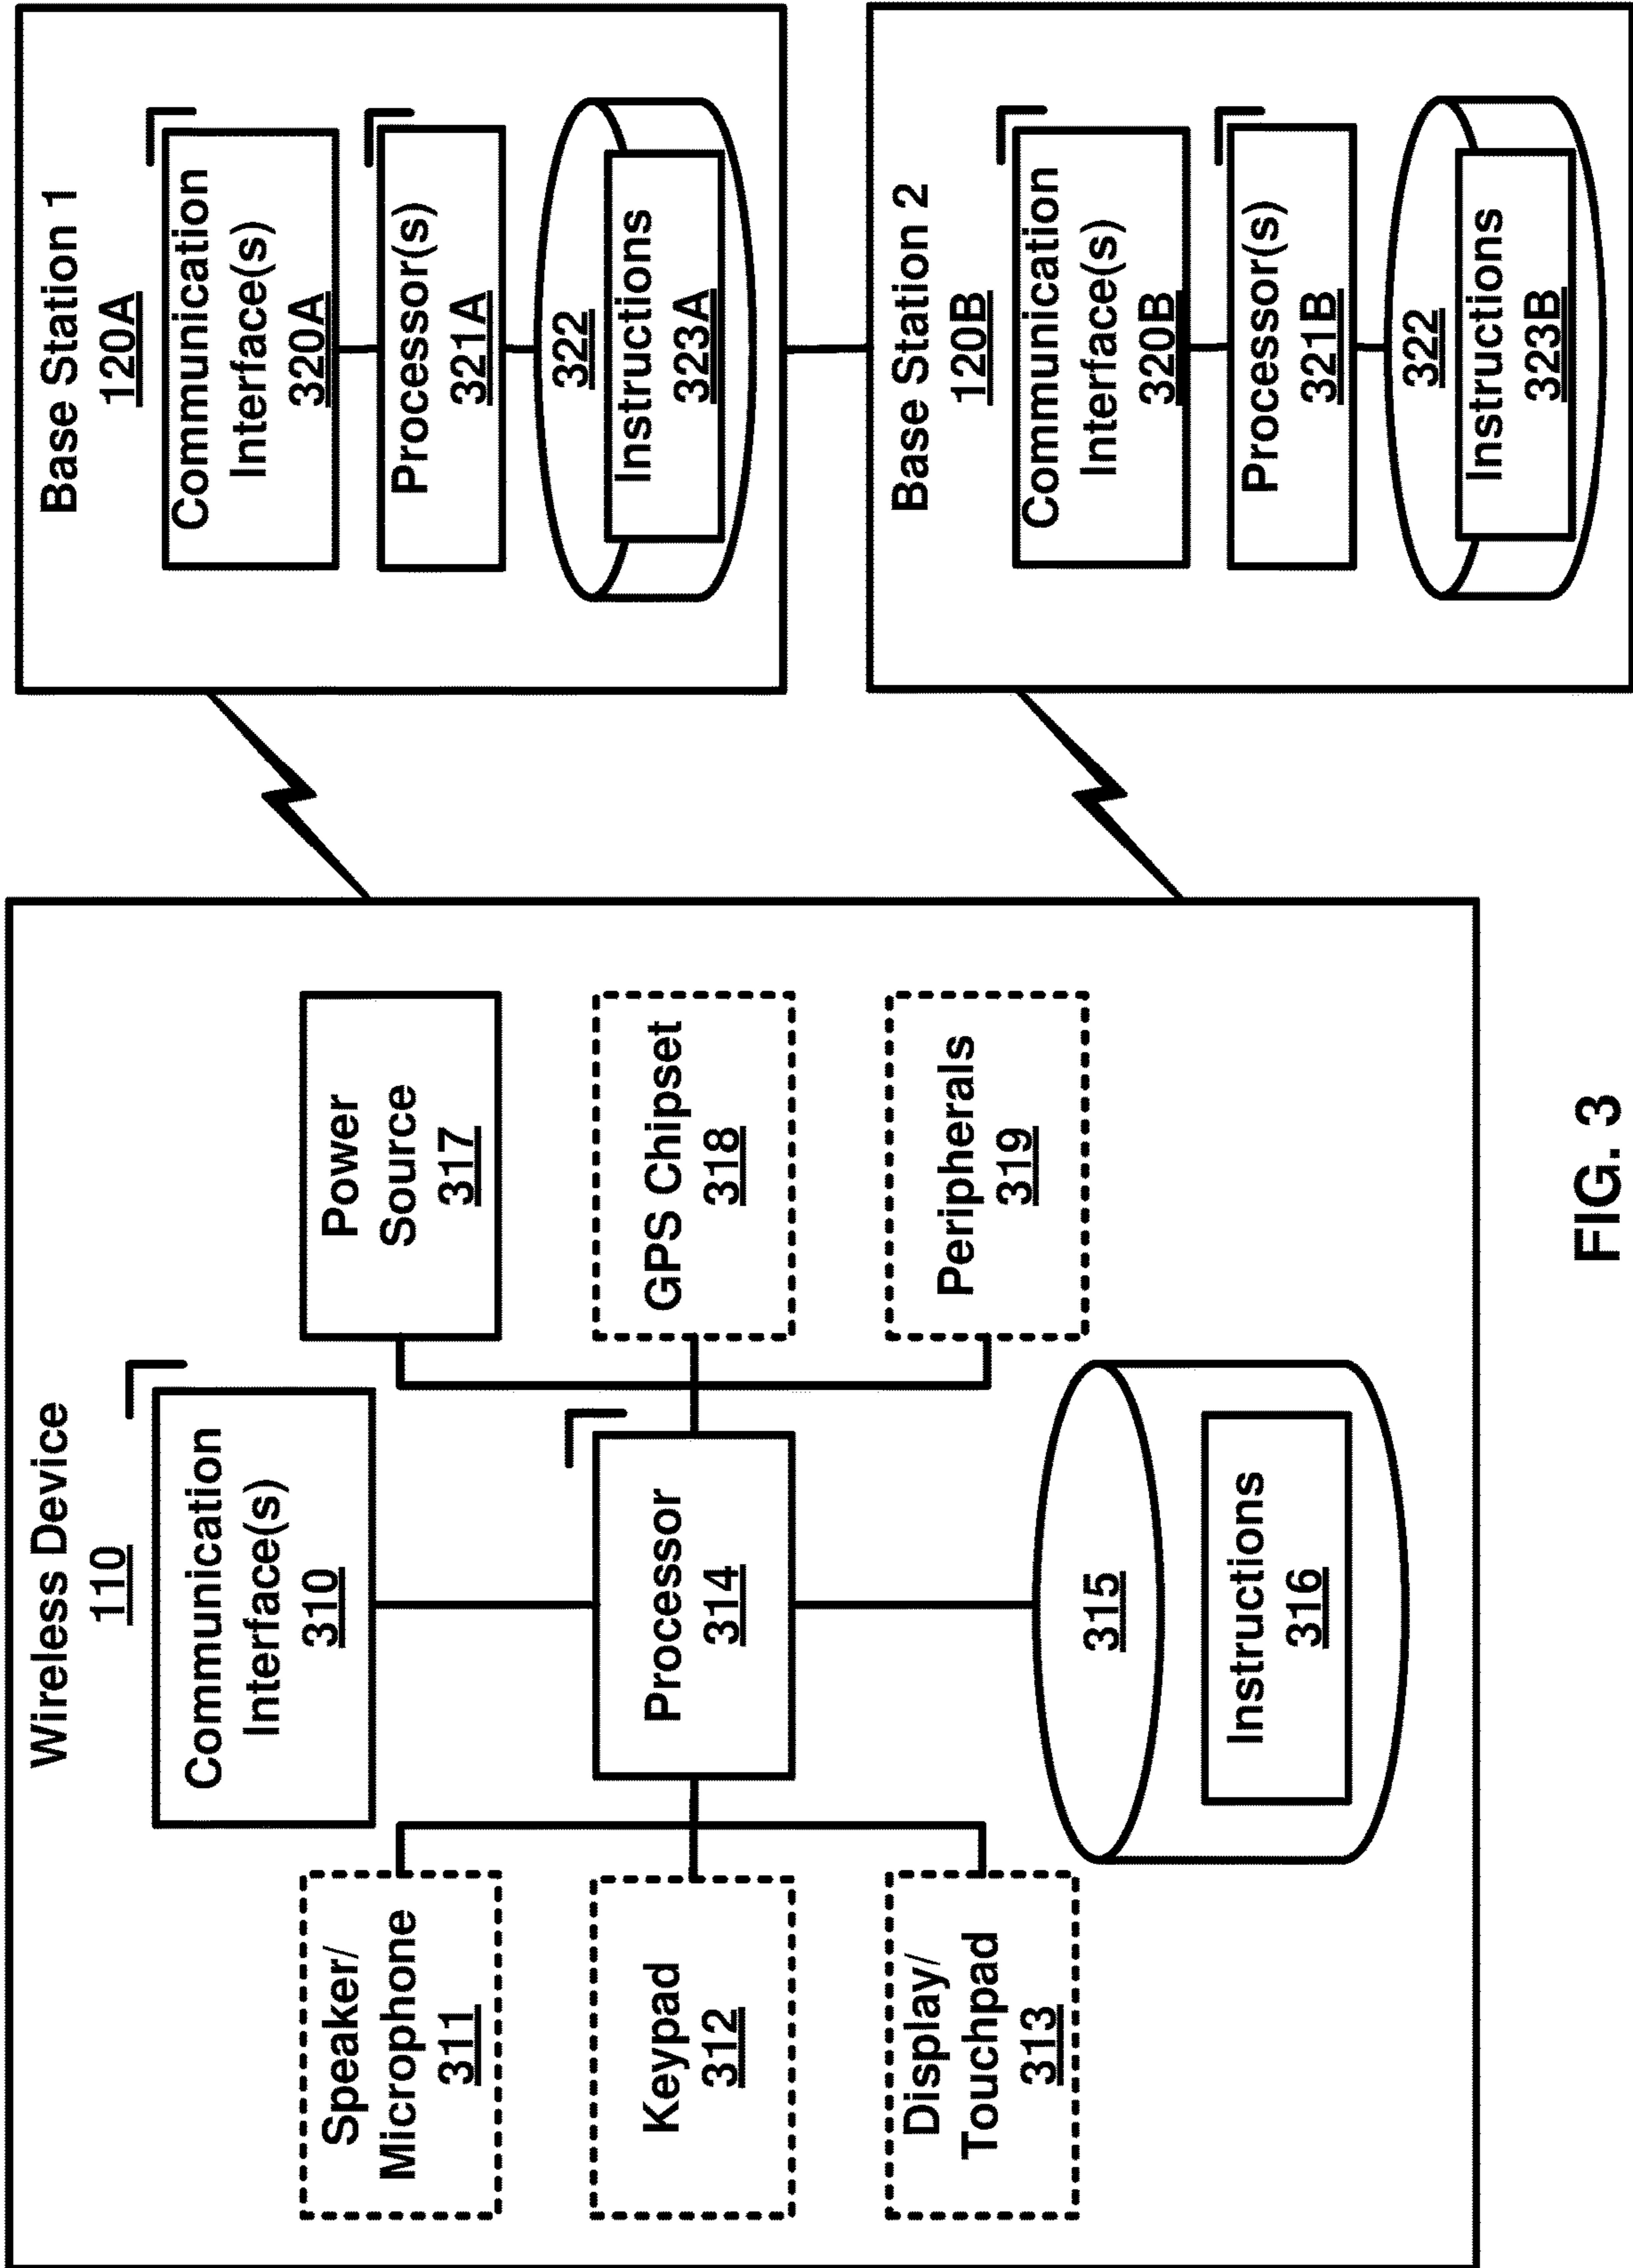 Wireless Device
110
Communication
Interface(s)
310
Speaker/
Microphone
311
Keypad
312
Display/
Touchpad
313
Processor
314
Power
Source
317
GPS Chipset
318
Peripherals
319
315
Instructions
316
Base Station 1
120A
Communication
Interface(s)
320A
Processor(s)
321A
322
Instructions
323A
Base Station 2
120B
Communication
Interface(s)
320B
Processor(s)
321B
322
Instructions
323B
FIG. 3